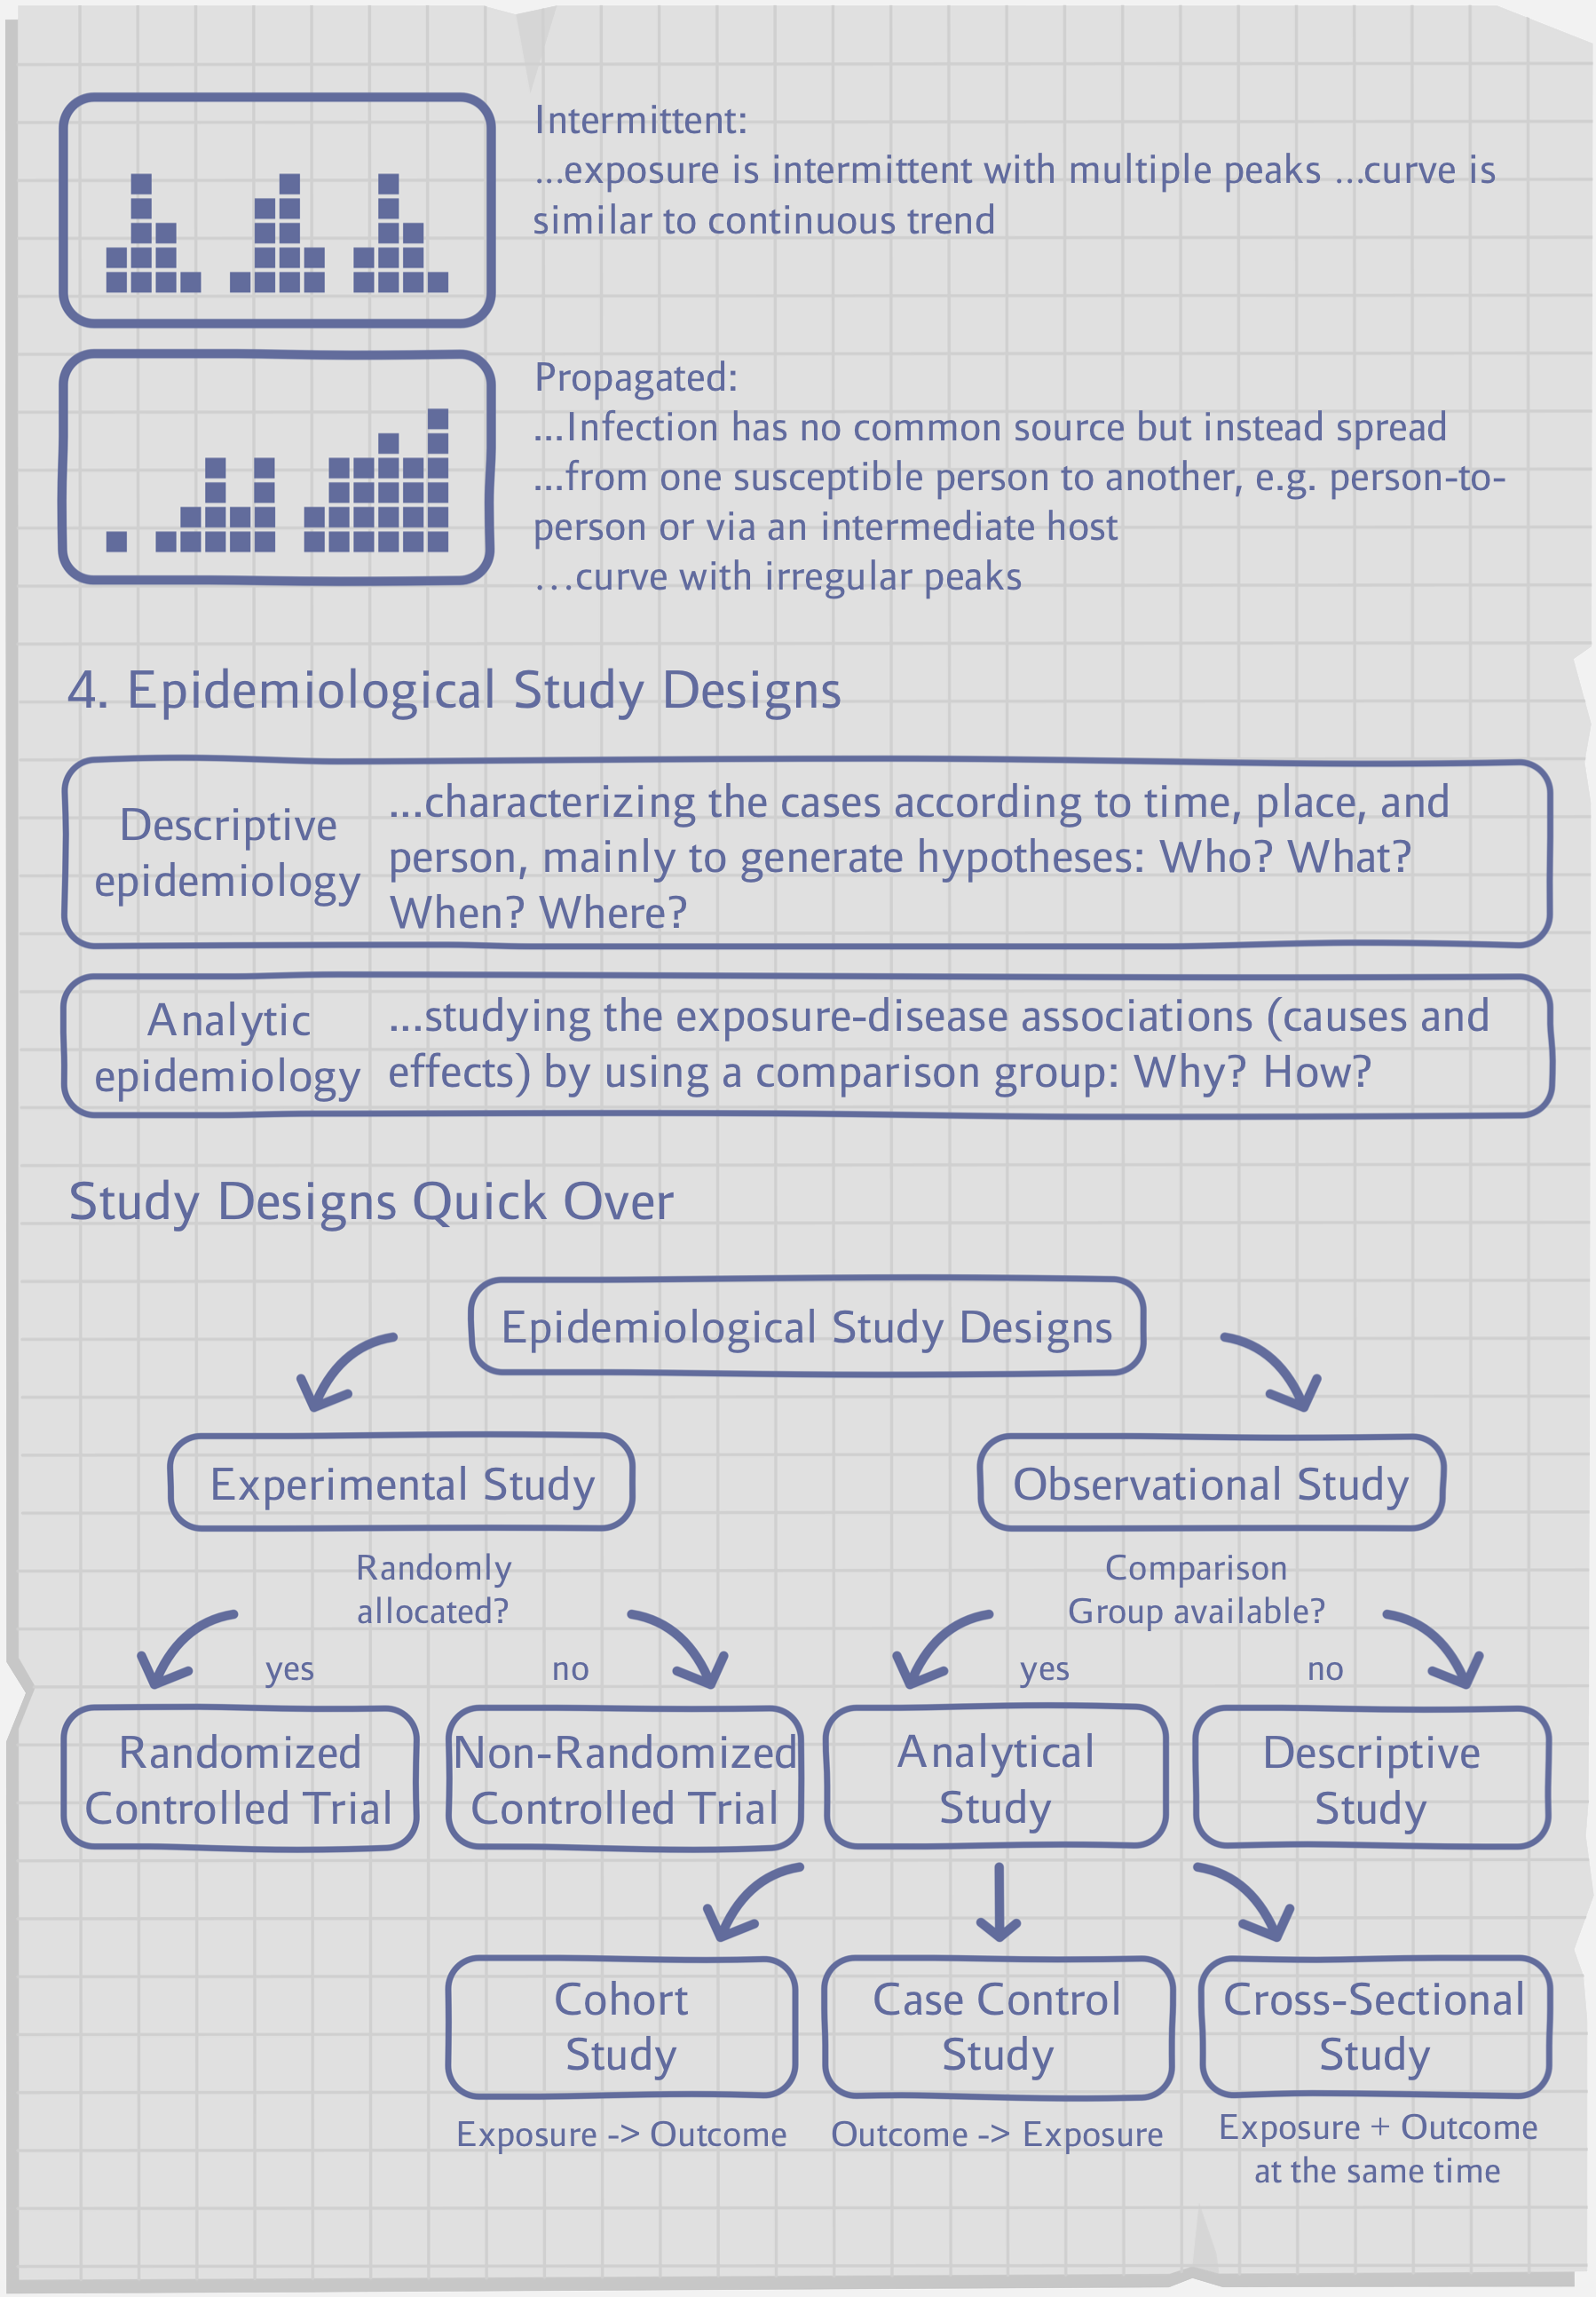 Intermittent:
...exposure is intermittent with multiple peaks ...curve is
similar to continuous trend
Propagated:
...Infection has no common source but instead spread
...from one susceptible person to another, e.g. person-to-
person or via an intermediate host
...curve with irregular peaks
4. Epidemiological Study Designs
Descriptive
epidemiology
...characterizing the cases according to time, place, and
person, mainly to generate hypotheses: Who? What?
When? Where?
Analytic
epidemiology
...studying the exposure-disease associations (causes and
effects) by using a comparison group: Why? How?
Study Designs Quick Over
Epidemiological Study Designs
Experimental Study
Observational Study
Randomly
allocated?
Comparison
Group available?
yes
no
yes
no
Randomized
Controlled Trial
Non-Randomized
Controlled Trial
Analytical
Study
Descriptive
Study
Cohort
Study
Case Control
Study
Cross-Sectional
Study
Exposure -> Outcome
Outcome -> Exposure
Exposure + Outcome
at the same time